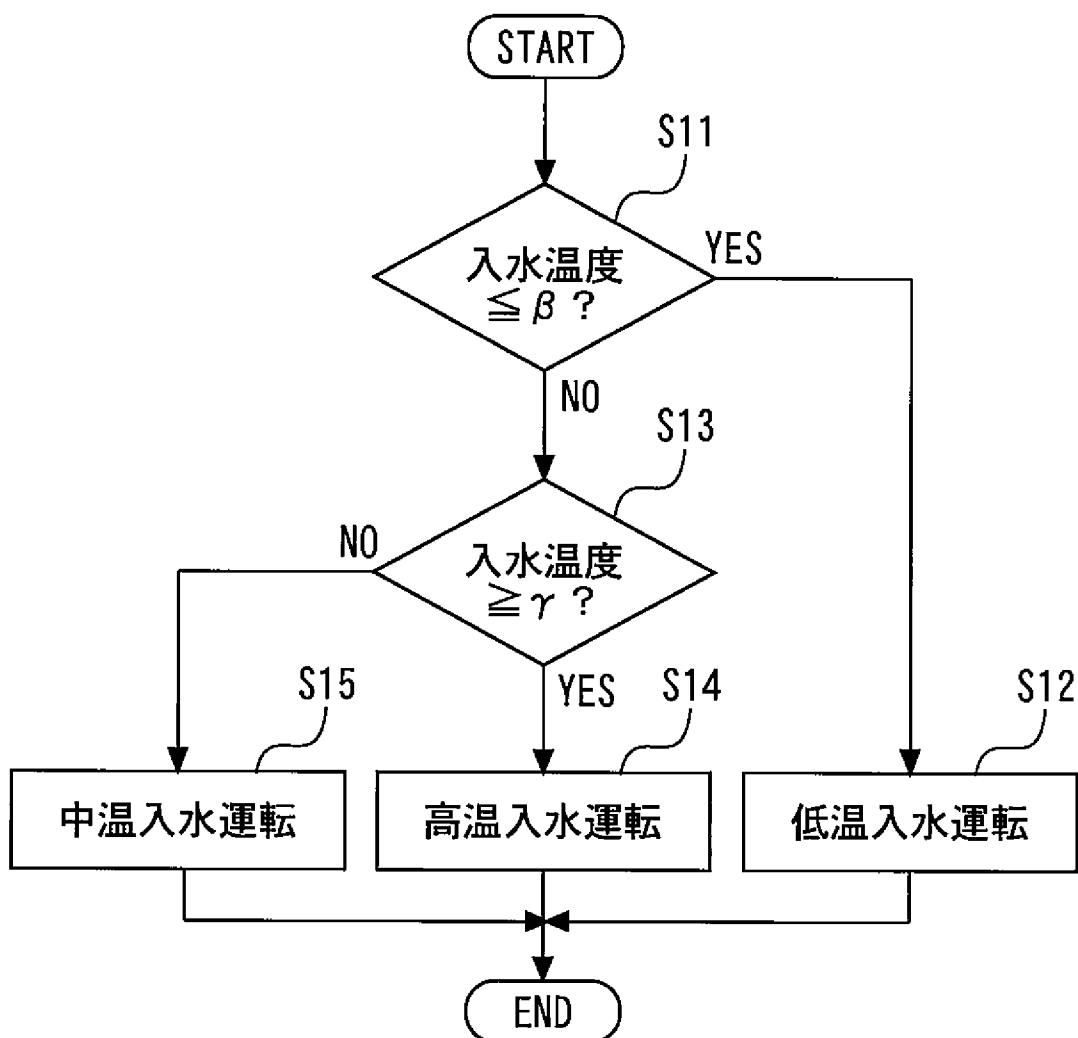 START
S11
入水温度
≦β?
YES
NO
S13
入水温度
≧γ?
NO
YES
S15
S14
S12
中温入水運転
高温入水運転
低温入水運転
END